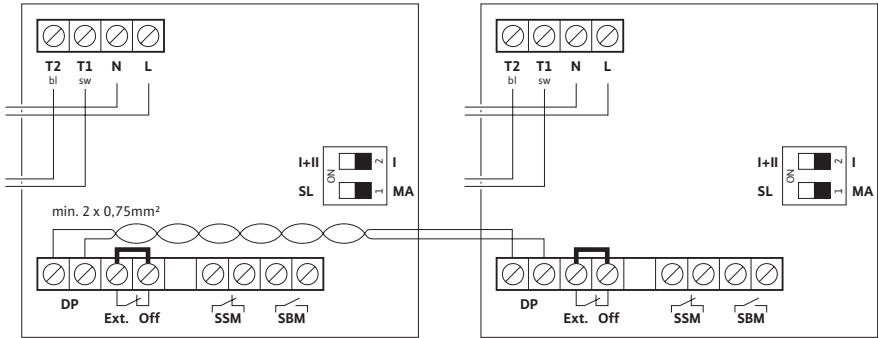 T2 T1 N L
bl sw
I+II ON 2 I
SL 1 MA
T2 T1 N L
bl sw
I+II ON 2 I
SL 1 MA
min. 2 x 0,75mm²
DP Ext. Off SSM SBM
DP Ext. Off SSM SBM